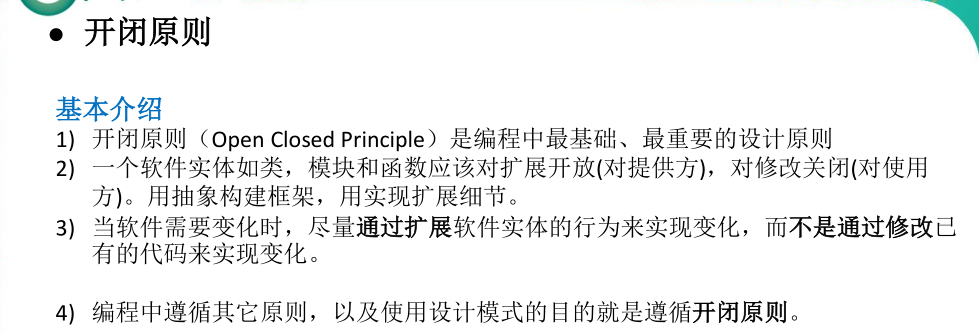 ● 开闭原则
基本介绍
1) 开闭原则（Open Closed Principle）是编程中最基础、最重要的设计原则
2) 一个软件实体如类，模块和函数应该对扩展开放(对提供方)，对修改关闭(对使用
方)。用抽象构建框架，用实现扩展细节。
3) 当软件需要变化时，尽量通过扩展软件实体的行为来实现变化，而不是通过修改已
有的代码来实现变化。
4) 编程中遵循其它原则，以及使用设计模式的目的就是遵循开闭原则。